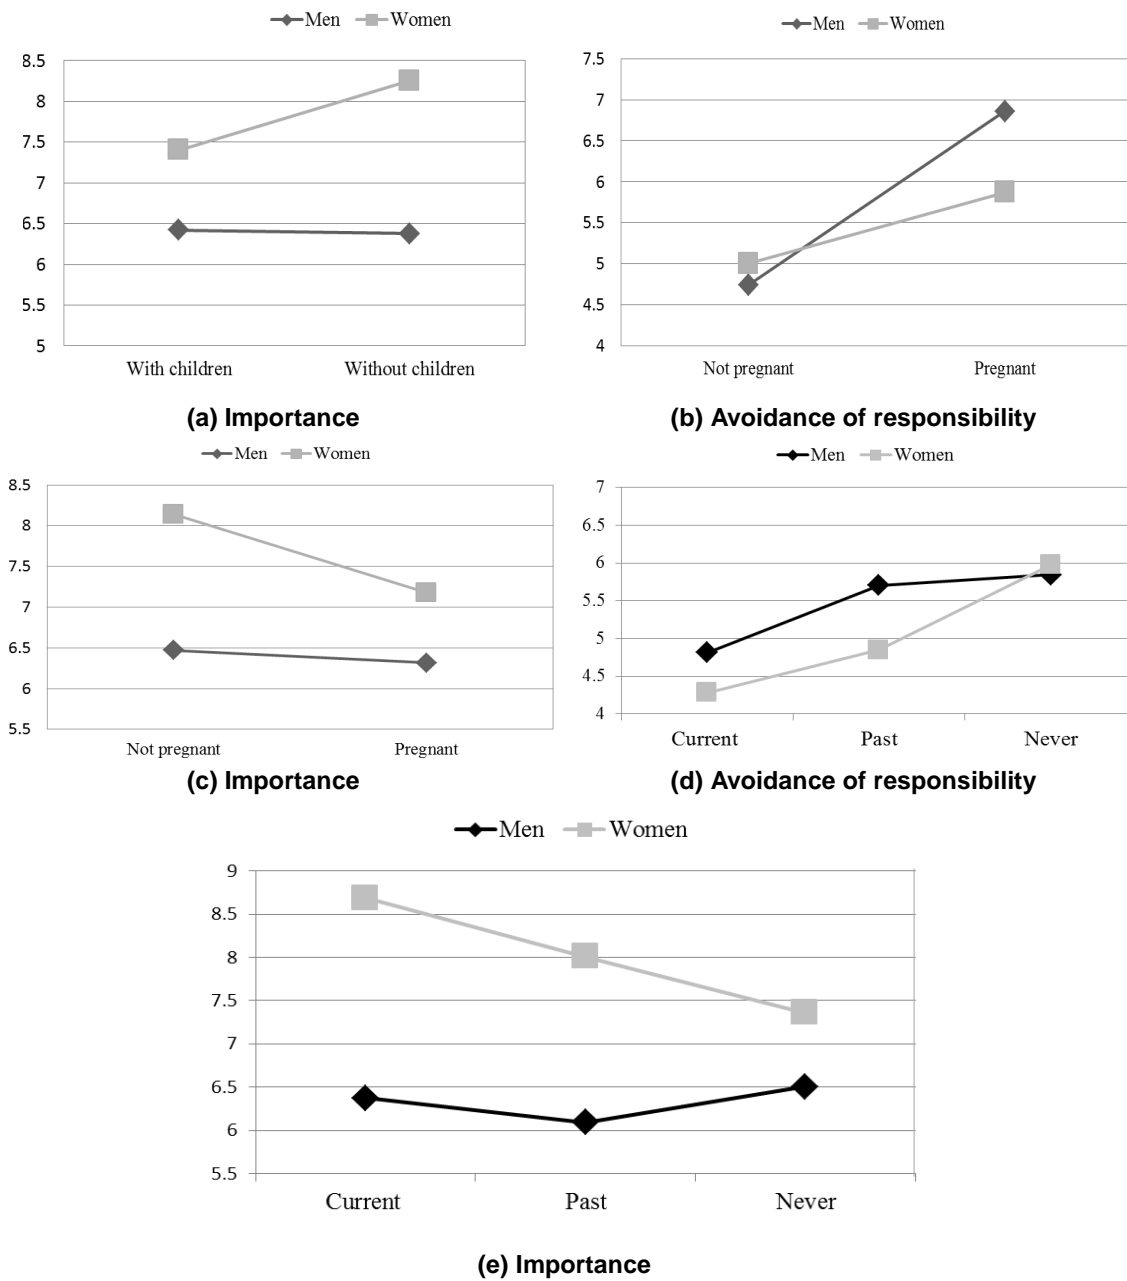 Men Women
8.5
8
7.5
7
6.5
6
5.5
5
With children Without children
(a) Importance
Men Women
7.5
7
6.5
6
5.5
5
4.5
4
Not pregnant Pregnant
(b) Avoidance of responsibility
Men Women
8.5
8
7.5
7
6.5
6
5.5
Not pregnant Pregnant
(c) Importance
Men Women
7
6.5
6
5.5
5
4.5
4
Current Past Never
(d) Avoidance of responsibility
Men Women
9
8.5
8
7.5
7
6.5
6
5.5
Current Past Never
(e) Importance